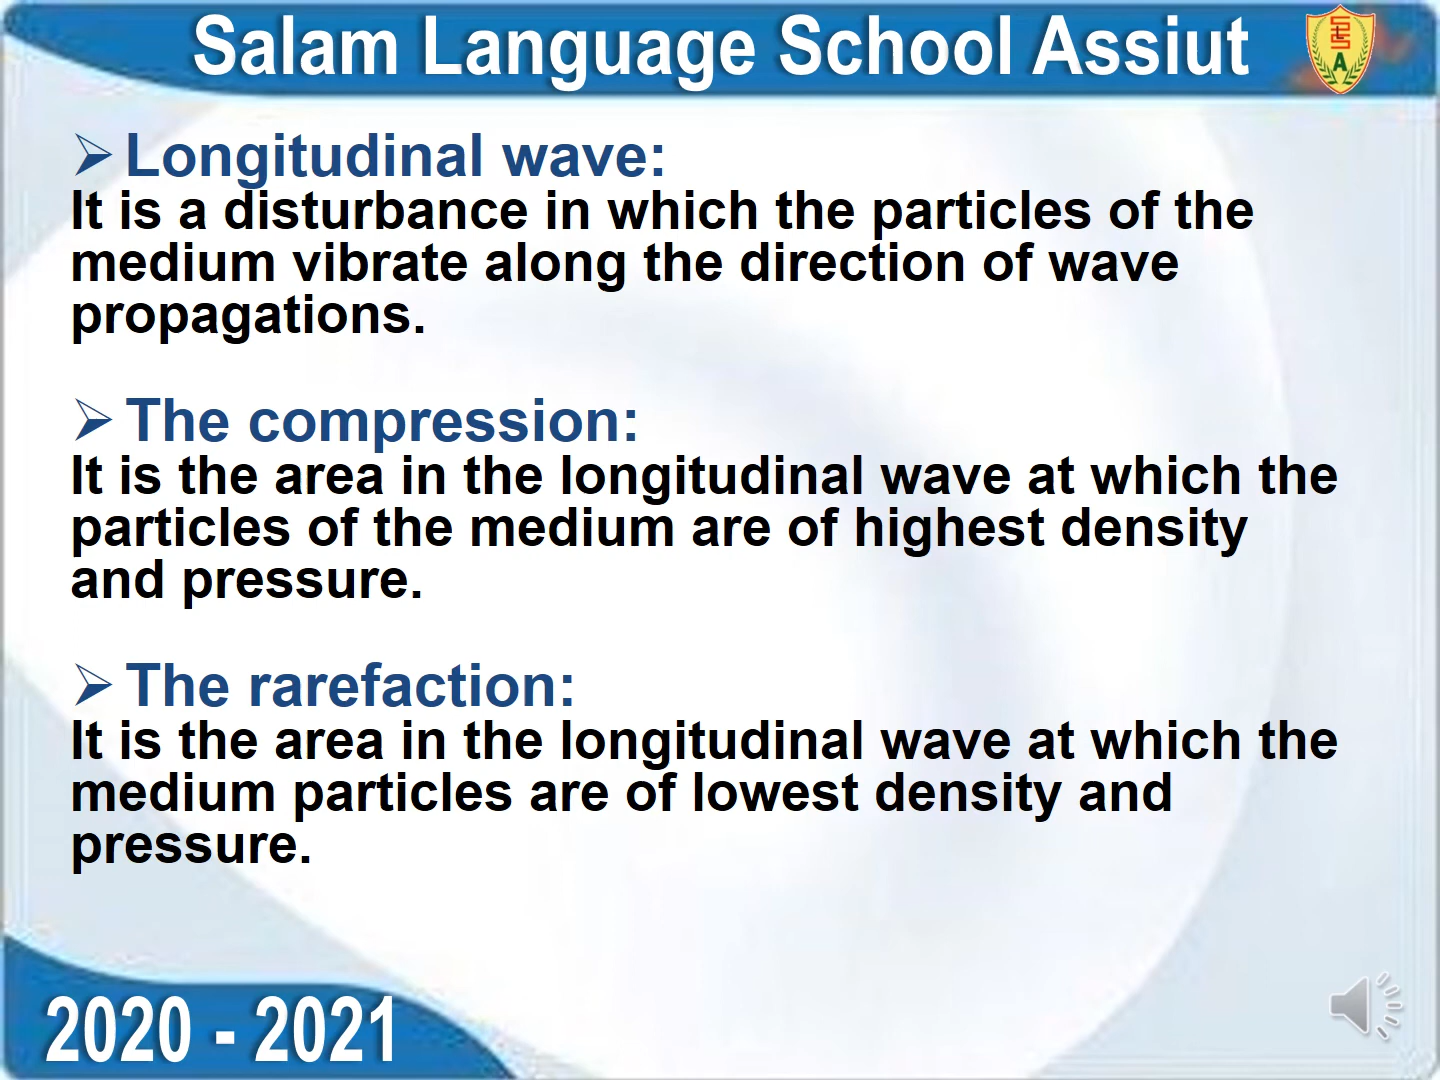 Salam Language School Assiut
S L S
A
➢ Longitudinal wave:
It is a disturbance in which the particles of the
medium vibrate along the direction of wave
propagations.
➢ The compression:
It is the area in the longitudinal wave at which the
particles of the medium are of highest density
and pressure.
➢ The rarefaction:
It is the area in the longitudinal wave at which the
medium particles are of lowest density and
pressure.
2020 - 2021